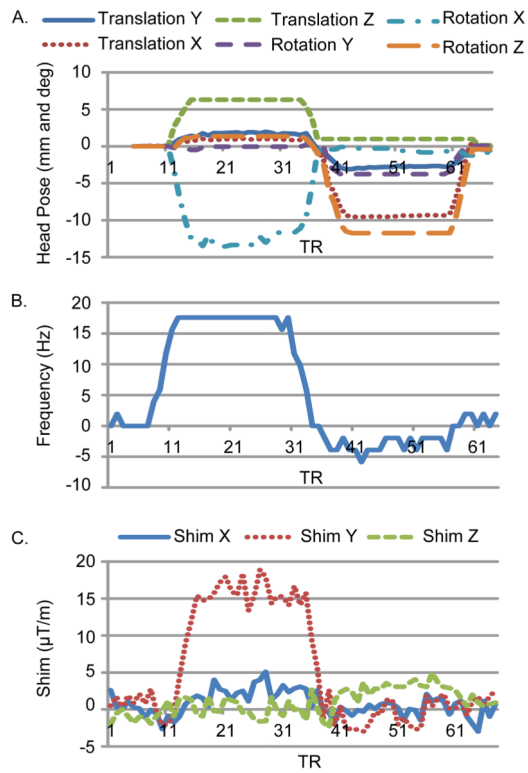 A.
Translation Y Translation Z Rotation X
Translation X Rotation Y Rotation Z
Head Pose (mm and deg)
10
5
0
-5
-10
-15
1 11 21 31 41 51 61
TR
B.
Frequency (Hz)
20
15
10
5
0
-5
-10
1 11 21 31 41 51 61
TR
C.
Shim X Shim Y Shim Z
Shim (µT/m)
20
15
10
5
0
-5
1 11 21 31 41 51 61
TR